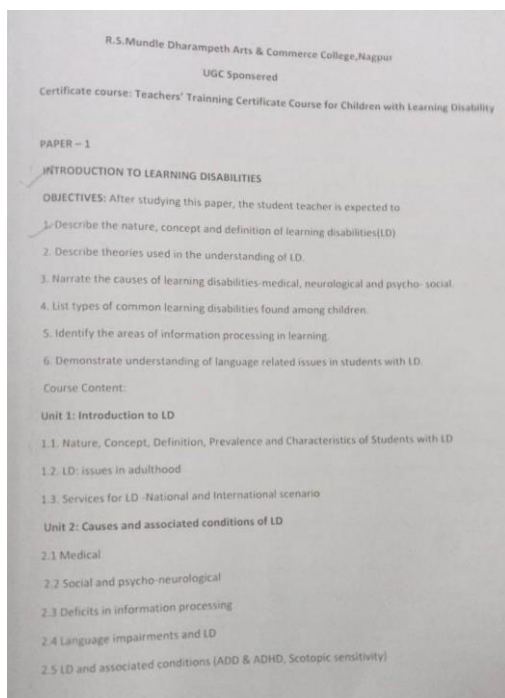 R.S.Mundle Dharampeth Arts & Commerce College,Nagpur
UGC Sponsered
Certificate course: Teachers' Trainning Certificate Course for Children with Learning Disability
PAPER – 1
INTRODUCTION TO LEARNING DISABILITIES
OBJECTIVES: After studying this paper, the student teacher is expected to
1. Describe the nature, concept and definition of learning disabilities(LD)
2. Describe theories used in the understanding of LD.
3. Narrate the causes of learning disabilities-medical, neurological and psycho- social.
4. List types of common learning disabilities found among children.
5. Identify the areas of information processing in learning.
6. Demonstrate understanding of language related issues in students with LD.
Course Content:
Unit 1: Introduction to LD
1.1. Nature, Concept, Definition, Prevalence and Characteristics of Students with LD
1.2. LD: issues in adulthood
1.3. Services for LD -National and International scenario
Unit 2: Causes and associated conditions of LD
2.1 Medical
2.2 Social and psycho-neurological
2.3 Deficits in information processing
2.4 Language impairments and LD
2.5 LD and associated conditions (ADD & ADHD, Scotopic sensitivity)